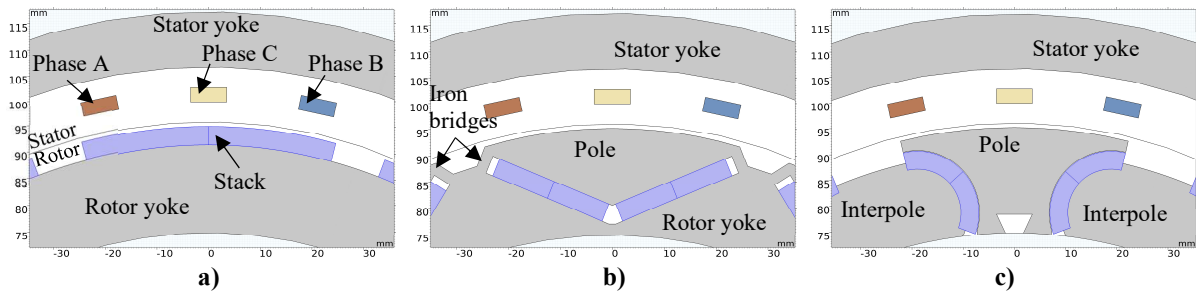 mm
115
110
105
100
95
90
85
80
75
-30
-20
-10
0
10
20
30
mm
Stator yoke
Phase A
Phase C
Phase B
Stator
Rotor
Stack
Rotor yoke
a)
mm
115
110
105
100
95
90
85
80
75
-30
-20
-10
0
10
20
30
mm
Stator yoke
Iron
bridges
Pole
Rotor yoke
b)
mm
115
110
105
100
95
90
85
80
75
-30
-20
-10
0
10
20
30
mm
Stator yoke
Pole
Interpole
Interpole
c)